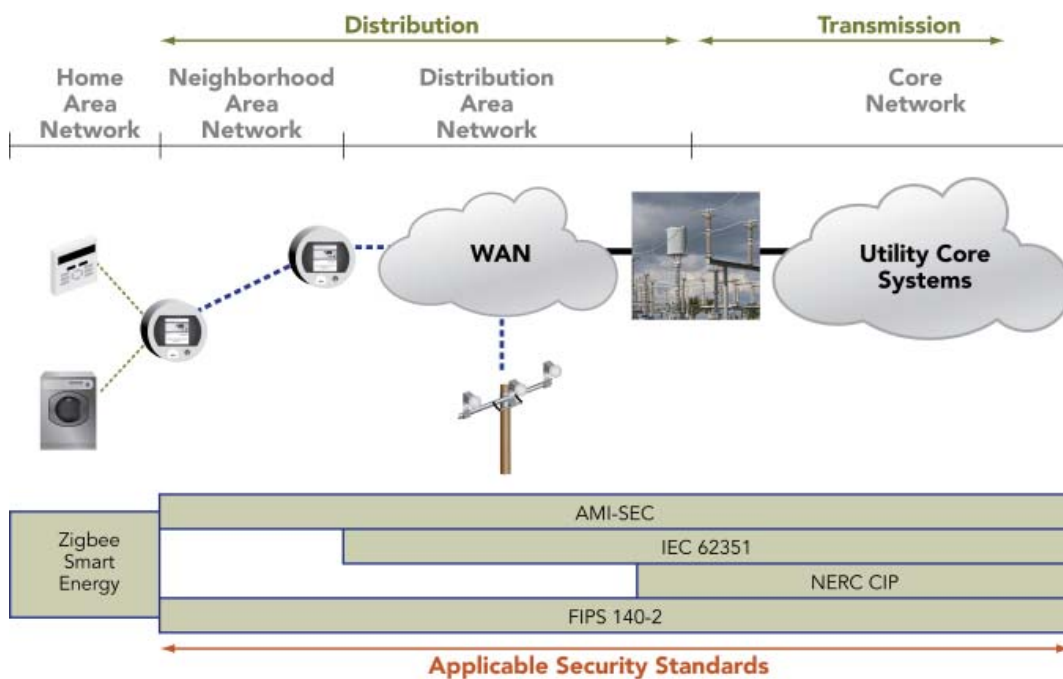 Distribution
Transmission
Home
Area
Network
Neighborhood
Area
Network
Distribution
Area
Network
Core
Network
WAN
Utility Core
Systems
Zigbee
Smart
Energy
AMI-SEC
IEC 62351
NERC CIP
FIPS 140-2
Applicable Security Standards